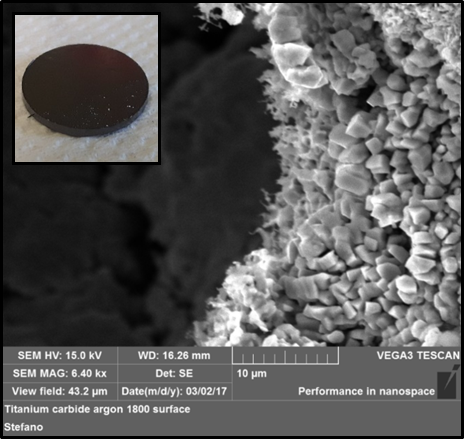 SEM HV: 15.0 kV WD: 16.26 mm VEGA3 TESCAN
SEM MAG: 6.40 kx Det: SE 10 µm
View field: 43.2 µm Date(m/d/y): 03/02/17 Performance in nanospace
Titanium carbide argon 1800 surface
Stefano